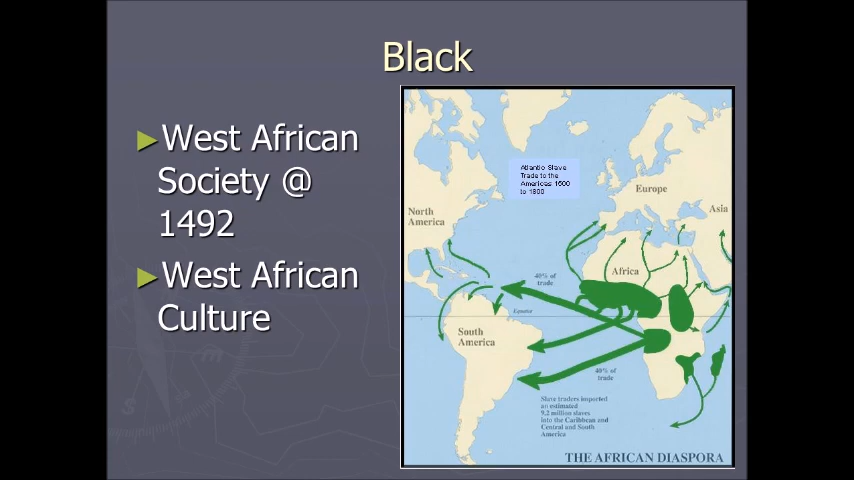 Black
►West African
Society @
1492
►West African
Culture
Atlantic Slave
Trade to the
Americas: 1500
to 1800
Europe
Asia
North
America
Africa
40% of
trade
Equator
South
America
40% of
trade
Slave traders imported
an estimated
9.2 million slaves
into the Caribbean and
Central and South
America
THE AFRICAN DIASPORA